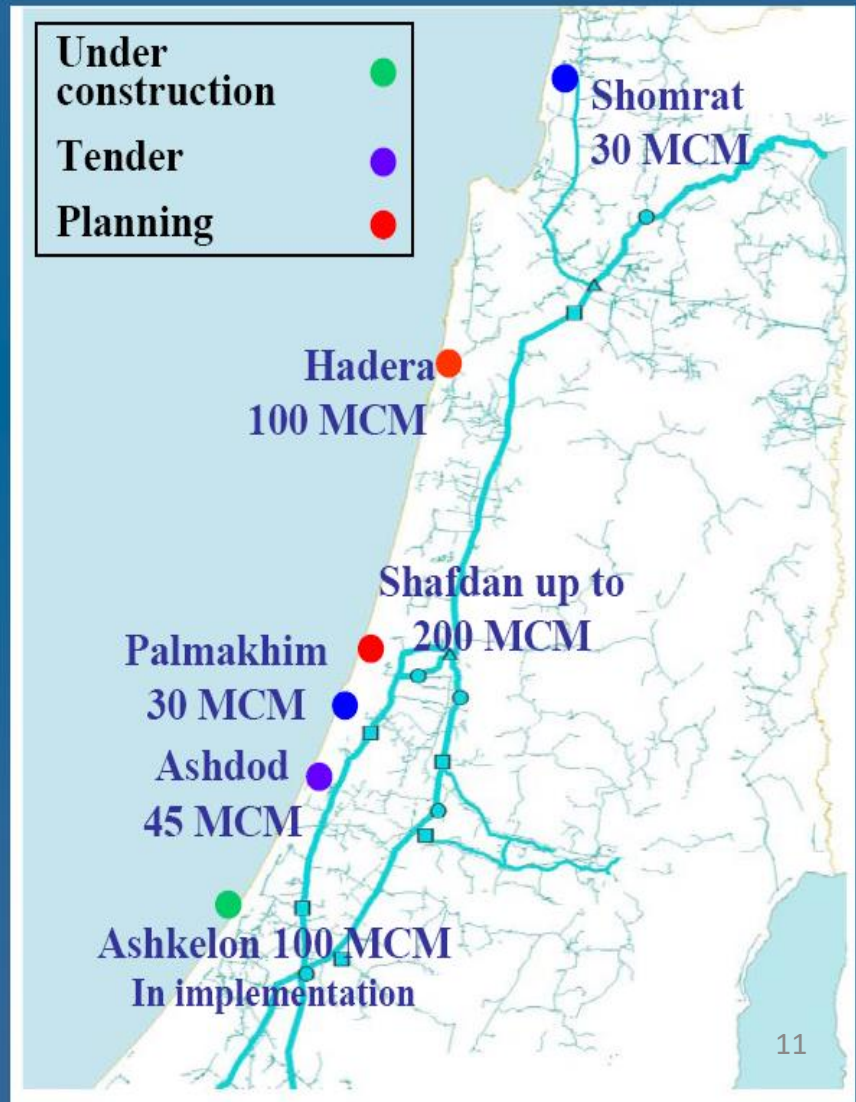 Under
construction
Tender
Planning
Shomrat
30 MCM
Hadera
100 MCM
Shafdan up to
200 MCM
Palmakhim
30 MCM
Ashdod
45 MCM
Ashkelon 100 MCM
In implementation
11